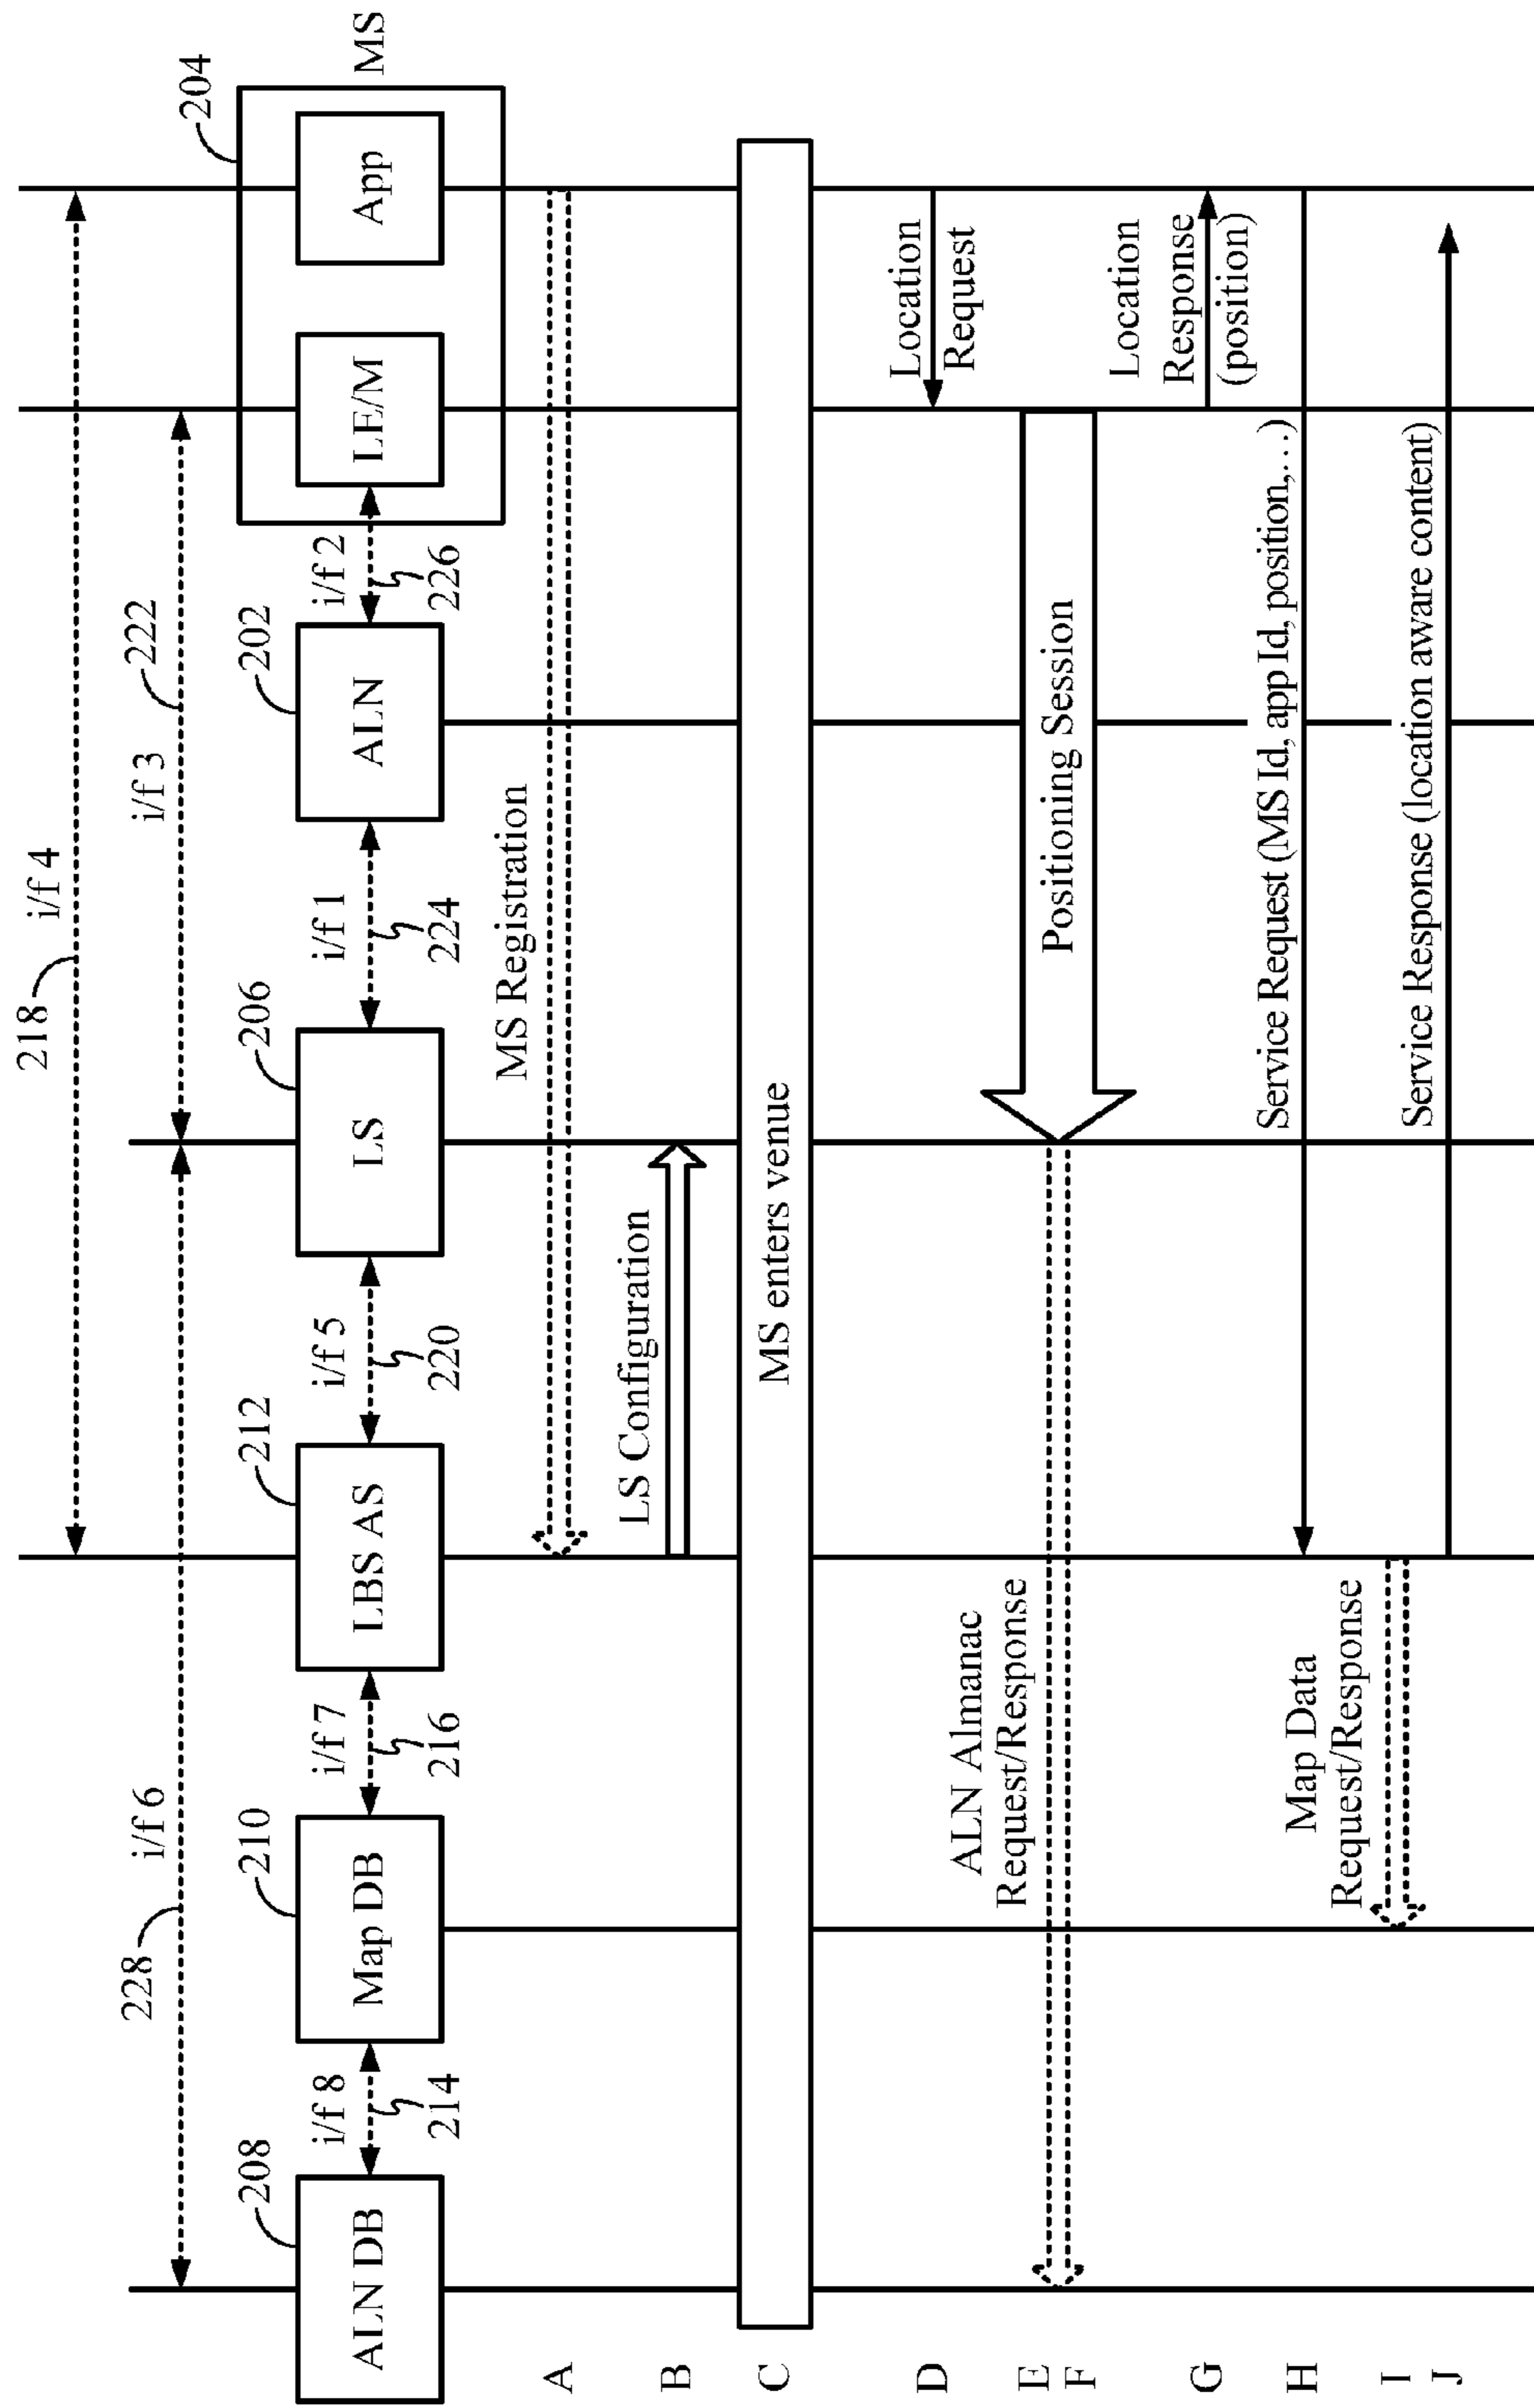 218
i/f 4
228
i/f 6
i/f 3
222
208
i/f 8
210
i/f 7
212
i/f 5
206
i/f 1
202
i/f 2
204
ALN DB
Map DB
LBS AS
LS
ALN
LE/M
App
MS
214
216
220
224
226
A
MS Registration
B
LS Configuration
C
MS enters venue
D
Location
Request
E
F
ALN Almanac
Request/Response
Positioning Session
G
Location
Response
(position)
H
Service Request (MS Id, app Id, position,...)
I
Map Data
Request/Response
J
Service Response (location aware content)